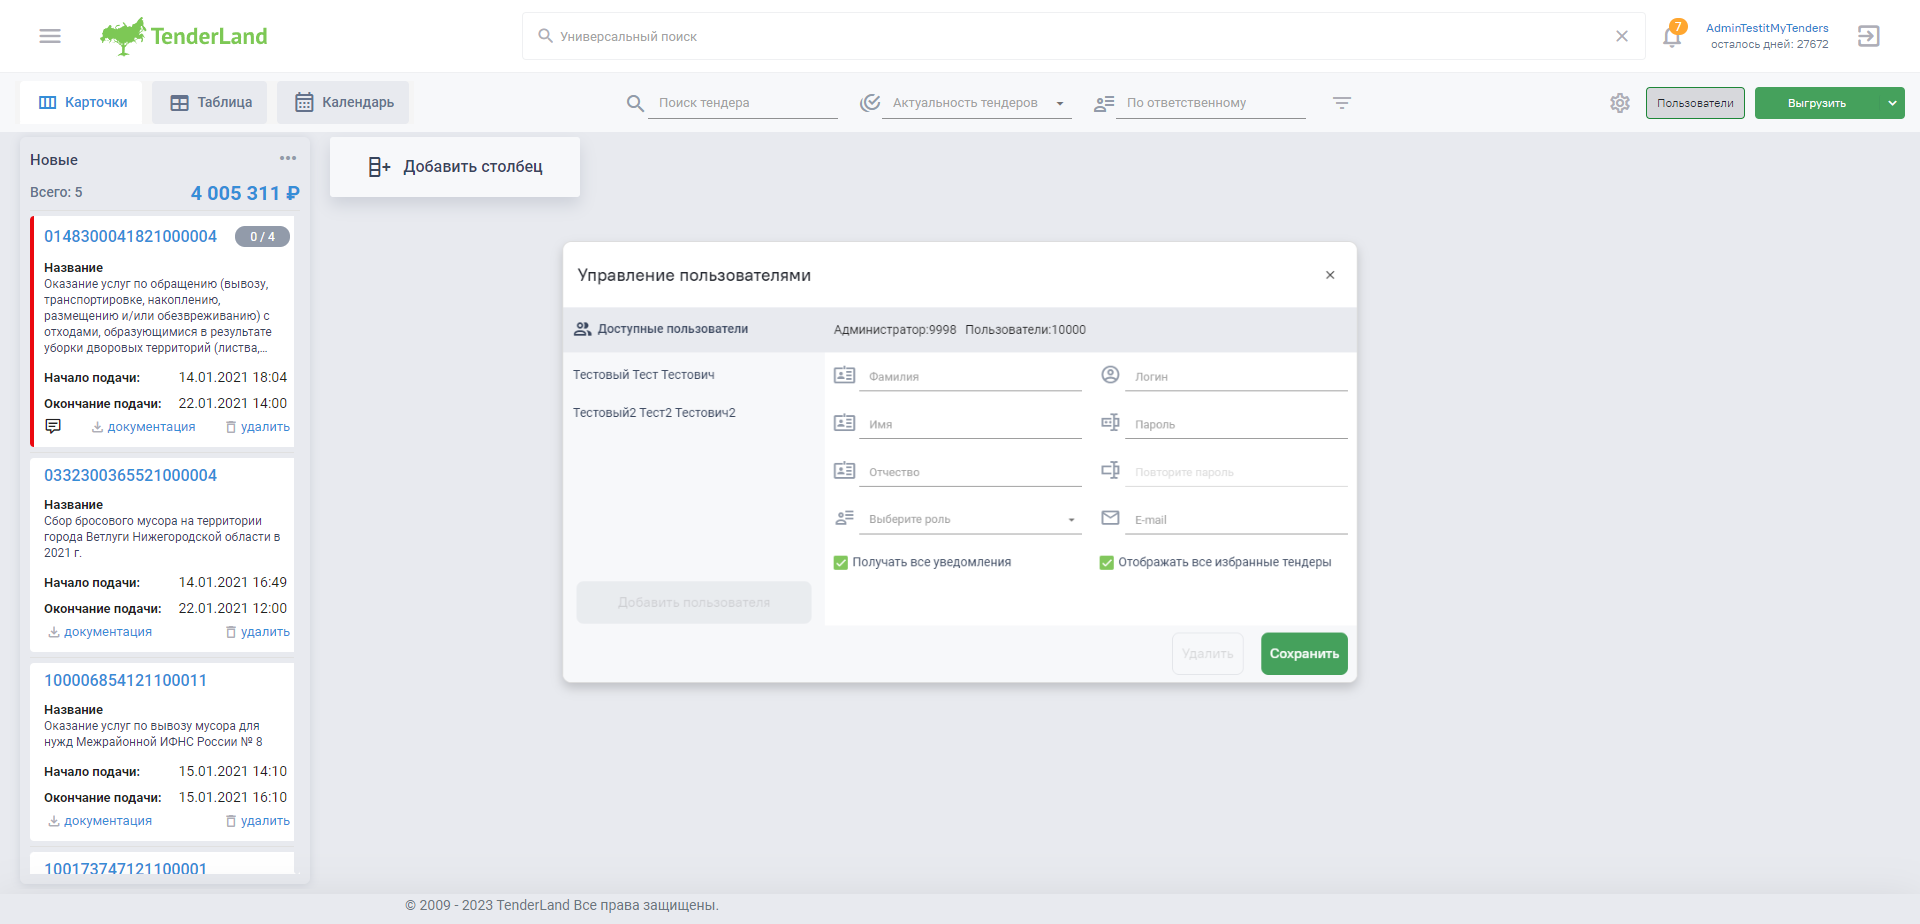 TenderLand
Универсальный поиск
7
AdminTestitMyTenders
осталось дней: 27672
Карточки
Таблица
Календарь
Поиск тендера
Актуальность тендеров
По ответственному
Пользователи
Выгрузить
Новые
Всего: 5
4 005 311 ₽
Добавить столбец
0148300041821000004
0 / 4
Название
Оказание услуг по обращению (вывозу,
транспортировке, накоплению,
размещению и/или обезвреживанию) с
отходами, образующимися в результате
уборки дворовых территорий (листва,...
Начало подачи: 14.01.2021 18:04
Окончание подачи: 22.01.2021 14:00
документация удалить
0332300365521000004
Название
Сбор бросового мусора на территории
города Ветлуги Нижегородской области в
2021 г.
Начало подачи: 14.01.2021 16:49
Окончание подачи: 22.01.2021 12:00
документация удалить
100006854121100011
Название
Оказание услуг по вывозу мусора для
нужд Межрайонной ИФНС России № 8
Начало подачи: 15.01.2021 14:10
Окончание подачи: 15.01.2021 16:10
документация удалить
100173747121100001
Управление пользователями
Доступные пользователи
Администратор:9998 Пользователи:10000
Тестовый Тест Тестович
Тестовый2 Тест2 Тестович2
Добавить пользователя
Фамилия
Логин
Имя
Пароль
Отчество
Повторите пароль
Выберите роль
E-mail
Получать все уведомления
Отображать все избранные тендеры
Удалить
Сохранить
© 2009 - 2023 TenderLand Все права защищены.